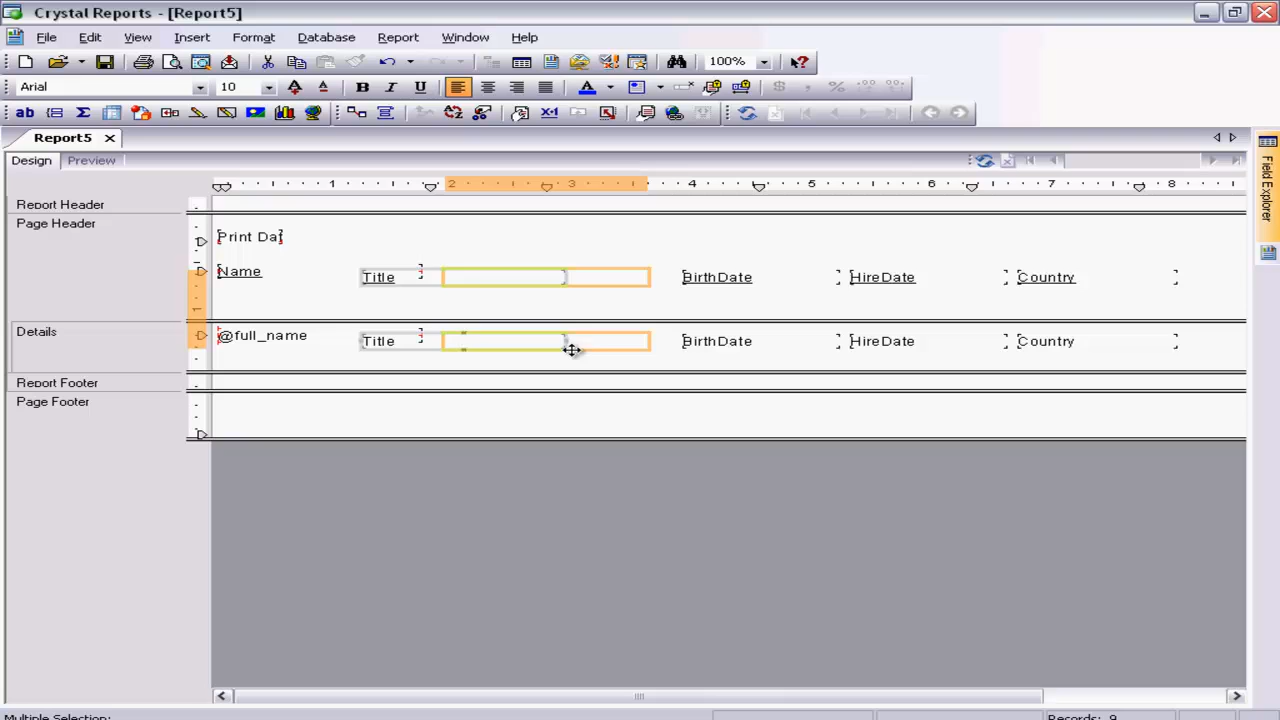 Crystal Reports - [Report5]
File Edit View Insert Format Database Report Window Help
100%
Arial 10 B I U
ab Σ X-1
Report5
Design Preview
1 2 3 4 5 6 7 8
Report Header
Page Header
Print Da
Name Title BirthDate HireDate Country
Details
@full_name Title BirthDate HireDate Country
Report Footer
Page Footer
Field Explorer
Multiple Selection: Records: 9